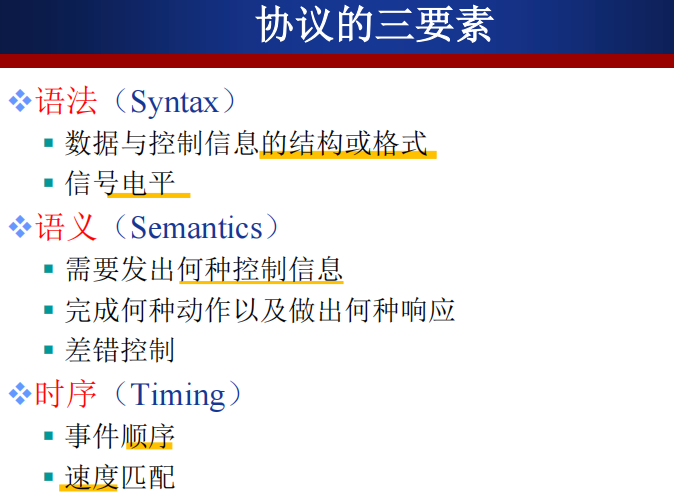 协议的三要素
语法（Syntax）
数据与控制信息的结构或格式
信号电平
语义（Semantics）
需要发出何种控制信息
完成何种动作以及做出何种响应
差错控制
时序（Timing）
事件顺序
速度匹配